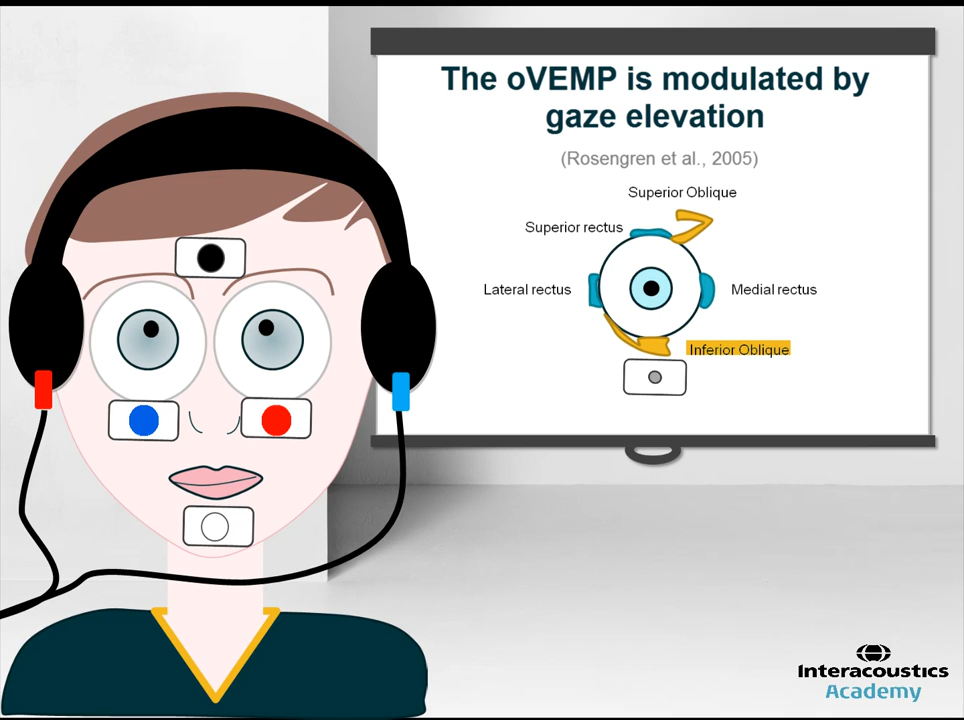 The oVEMP is modulated by
gaze elevation
(Rosengren et al., 2005)
Superior Oblique
Superior rectus
Lateral rectus
Medial rectus
Inferior Oblique
Interacoustics
Academy